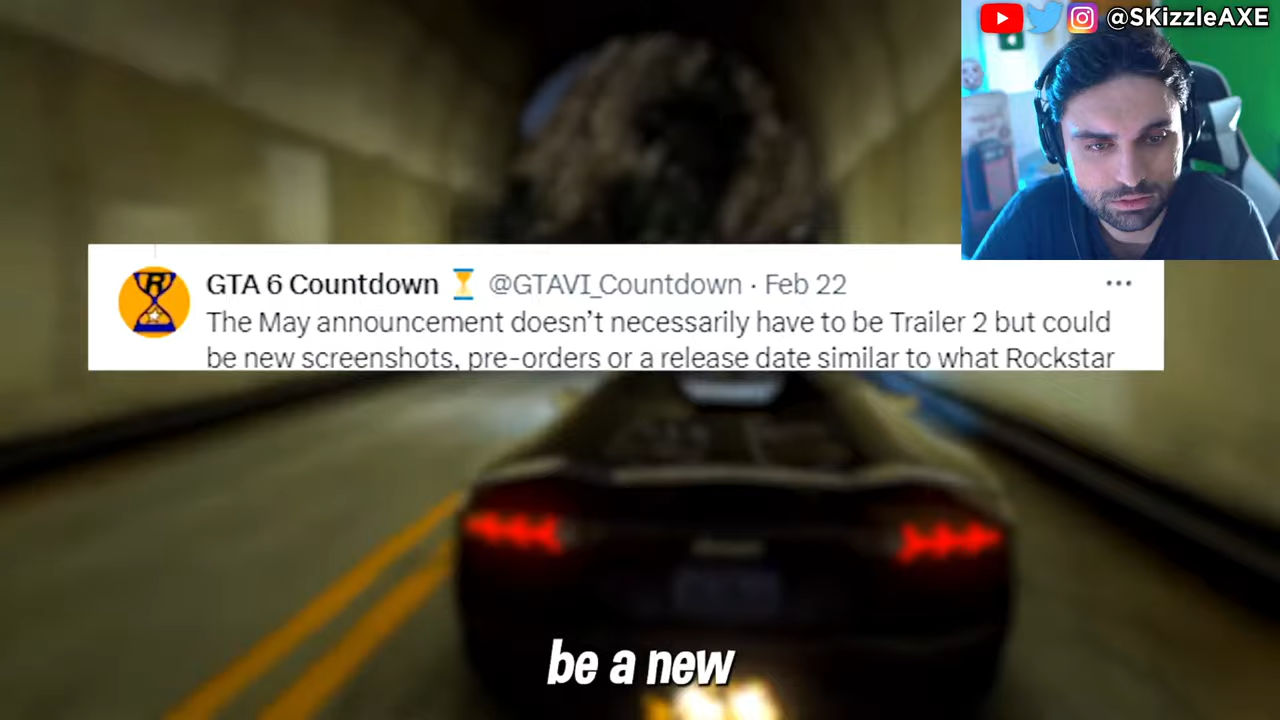 @SKizzleAXE
GTA 6 Countdown ⏳ @GTAVI_Countdown · Feb 22
The May announcement doesn’t necessarily have to be Trailer 2 but could
be new screenshots, pre-orders or a release date similar to what Rockstar
be a new